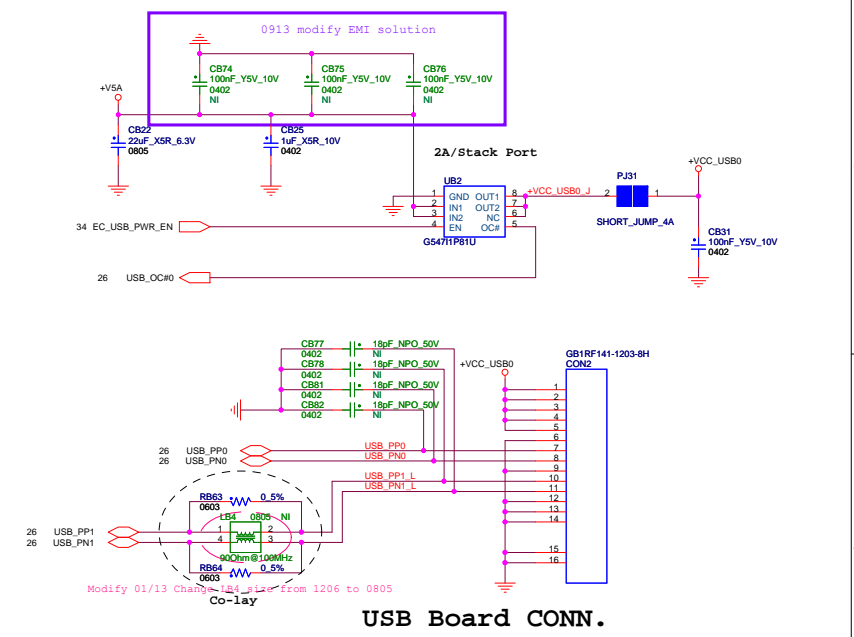 0913 modify EMI solution
CB74
100nF_Y5V_10V
0402
NI
CB75
100nF_Y5V_10V
0402
NI
CB76
100nF_Y5V_10V
0402
NI
+V5A
CB22
22uF_X5R_6.3V
0805
CB25
1uF_X5R_10V
0402
2A/Stack Port
UB2
1 GND OUT1 8
2 IN1 OUT2 7
3 IN2 NC 6
4 EN OC# 5
G547I1P81U
+VCC_USB0_J
PJ31
2 1
SHORT_JUMP_4A
+VCC_USB0
CB31
100nF_Y5V_10V
0402
34 EC_USB_PWR_EN
26 USB_OC#0
CB77 18pF_NPO_50V
0402 NI
CB78 18pF_NPO_50V
0402 NI
CB81 18pF_NPO_50V
0402 NI
CB82 18pF_NPO_50V
0402 NI
+VCC_USB0
GB1RF141-1203-8H
CON2
1
2
3
4
5
6
7
8
9
10
11
12
13
14
15
16
26 USB_PP0
26 USB_PN0
USB_PP0
USB_PN0
USB_PP1_L
USB_PN1_L
RB63 0_5%
0603
LB4 0805 NI
1 2
4 3
90Ohm@100MHz
26 USB_PP1
26 USB_PN1
RB64 0_5%
0603
Modify 01/13 Change LB4 size from 1206 to 0805
Co-lay
USB Board CONN.